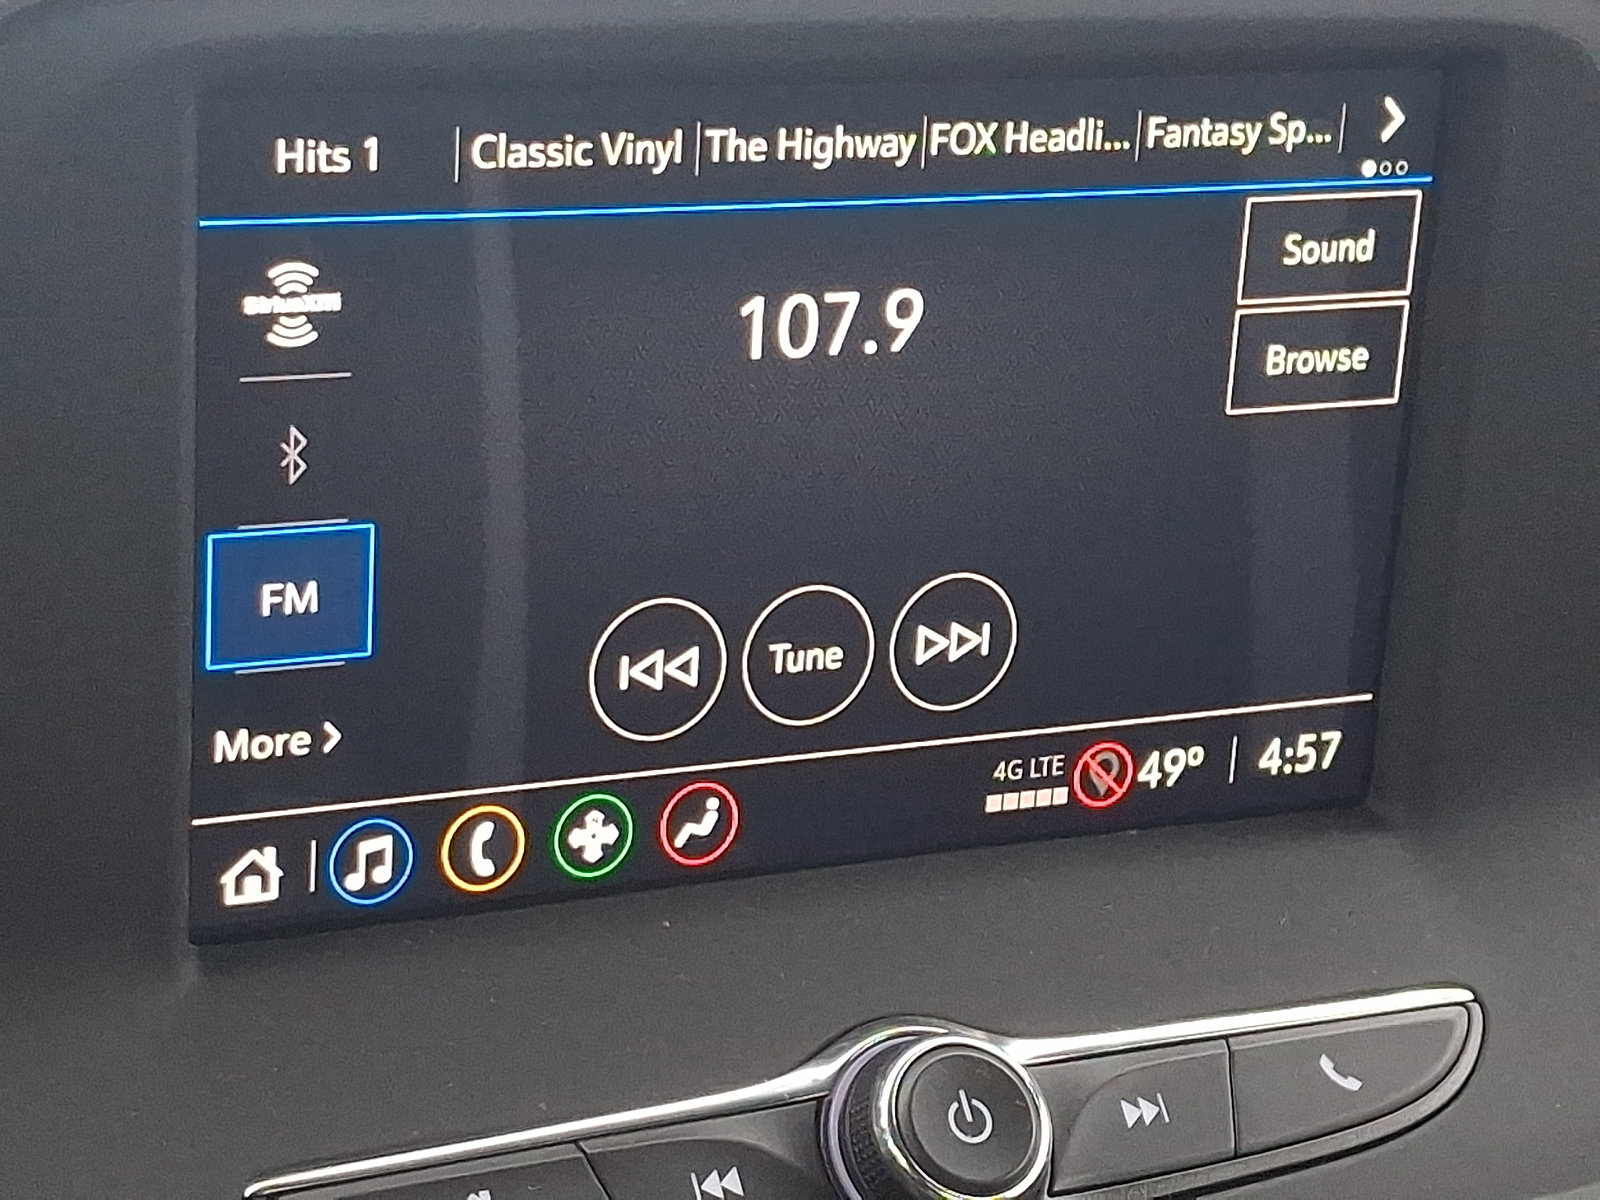 Hits 1
Classic Vinyl
The Highway
FOX Headli...
Fantasy Sp...
SiriusXM
107.9
Sound
Browse
FM
Tune
More
4G LTE
49°
4:57